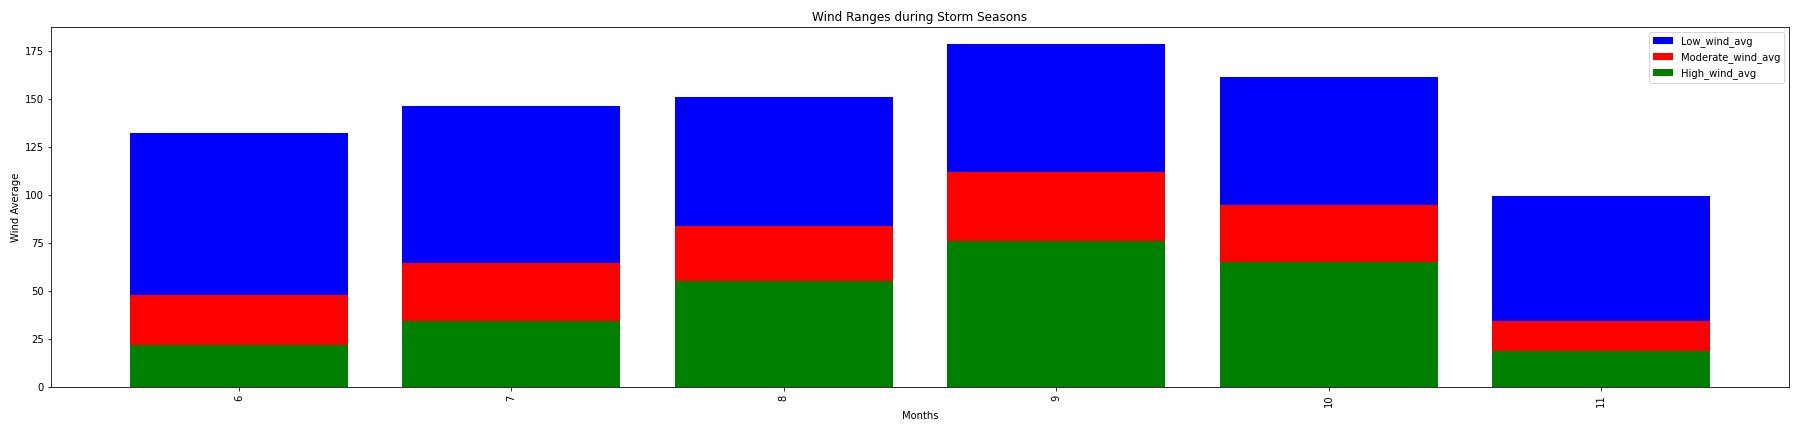 Wind Ranges during Storm Seasons
Low_wind_avg
Moderate_wind_avg
High_wind_avg
Wind Average
175
150
125
100
75
50
25
0
6
7
8
9
10
11
Months